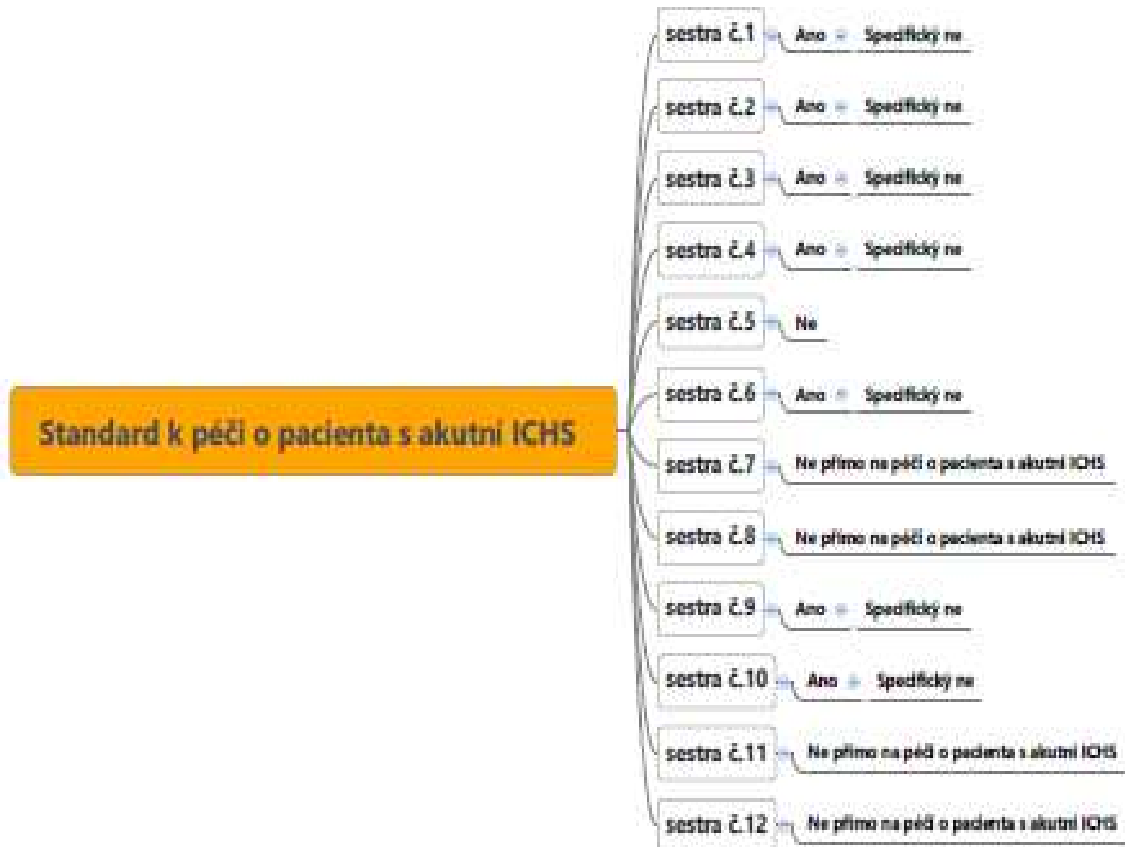 Standard k péči o pacienta s akutní ICHS
sestra č.1 Ano Specifický ne
sestra č.2 Ano Specifický ne
sestra č.3 Ano Specifický ne
sestra č.4 Ano Specifický ne
sestra č.5 Ne
sestra č.6 Ano Specifický ne
sestra č.7 Ne přímo na péči o pacienta s akutní ICHS
sestra č.8 Ne přímo na péči o pacienta s akutní ICHS
sestra č.9 Ano Specifický ne
sestra č.10 Ano Specifický ne
sestra č.11 Ne přímo na péči o pacienta s akutní ICHS
sestra č.12 Ne přímo na péči o pacienta s akutní ICHS